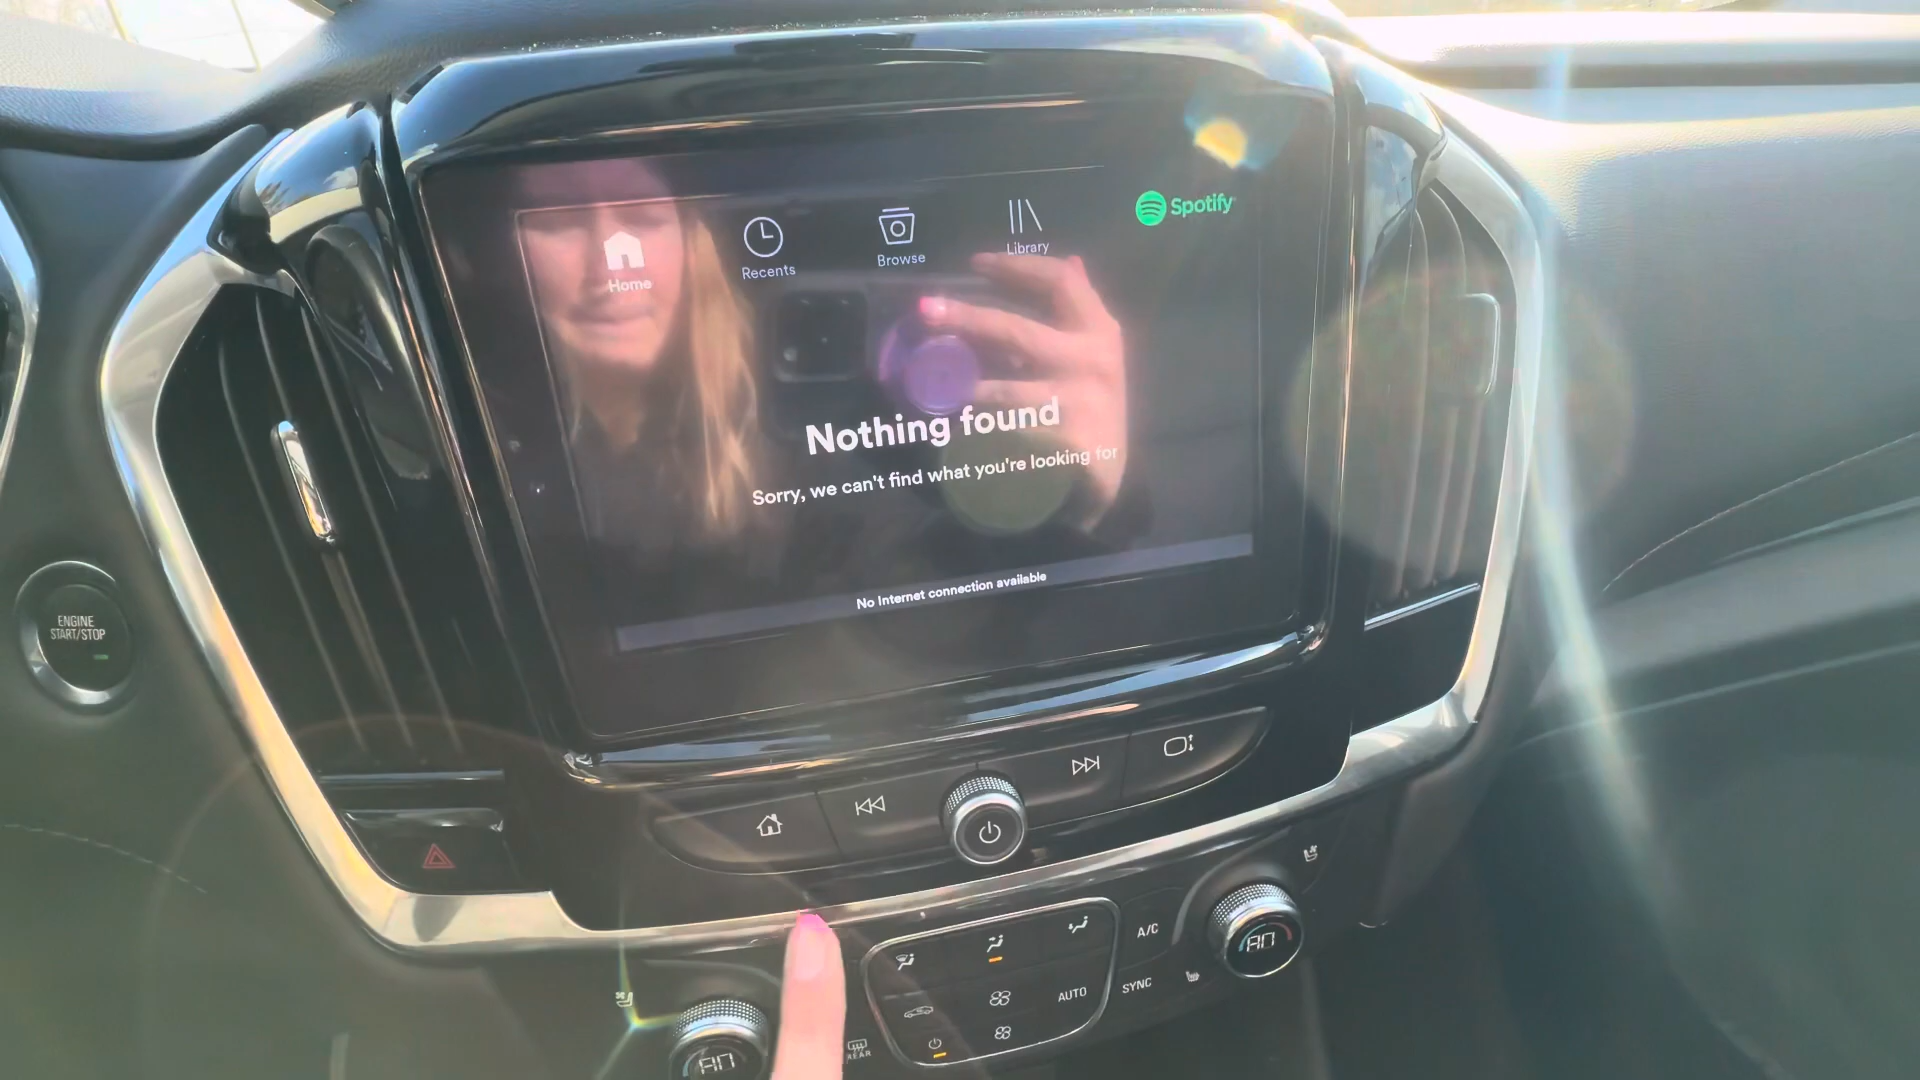 Home
Recents
Browse
Library
Spotify
Nothing found
Sorry, we can't find what you're looking for
No Internet connection available
ENGINE
START/STOP
A/C
AUTO
SYNC
REAR